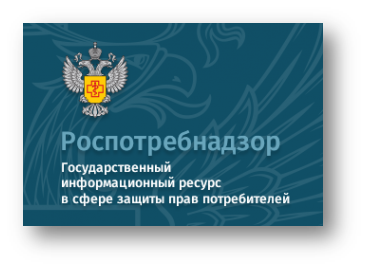 Роспотребнадзор
Государственный
информационный ресурс
в сфере защиты прав потребителей